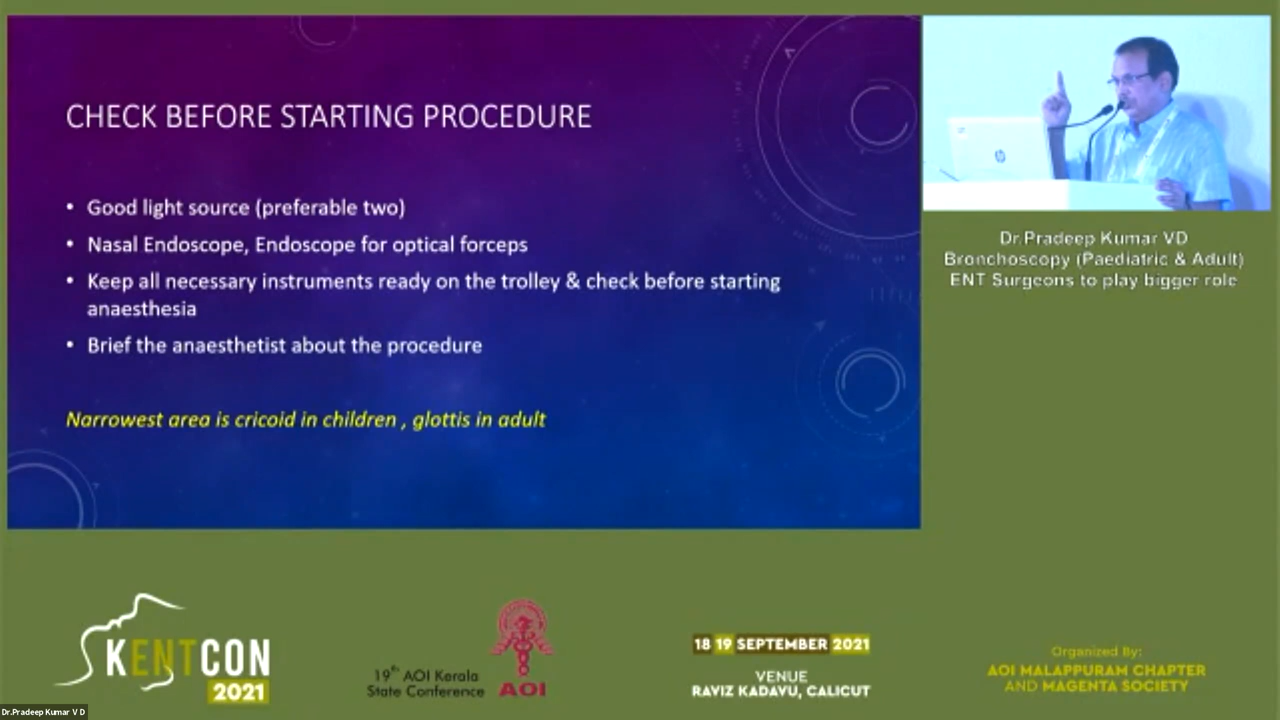 CHECK BEFORE STARTING PROCEDURE
• Good light source (preferable two)
• Nasal Endoscope, Endoscope for optical forceps
• Keep all necessary instruments ready on the trolley & check before starting
anaesthesia
• Brief the anaesthetist about the procedure
Narrowest area is cricoid in children , glottis in adult
hp
Dr.Pradeep Kumar VD
Bronchoscopy (Paediatric & Adult)
ENT Surgeons to play bigger role
KENTCON
2021
19th AOI Kerala
State Conference
AOI
18 19 SEPTEMBER 2021
VENUE
RAVIZ KADAVU, CALICUT
Organized By:
AOI MALAPPURAM CHAPTER
AND MAGENTA SOCIETY
Dr.Pradeep Kumar V D